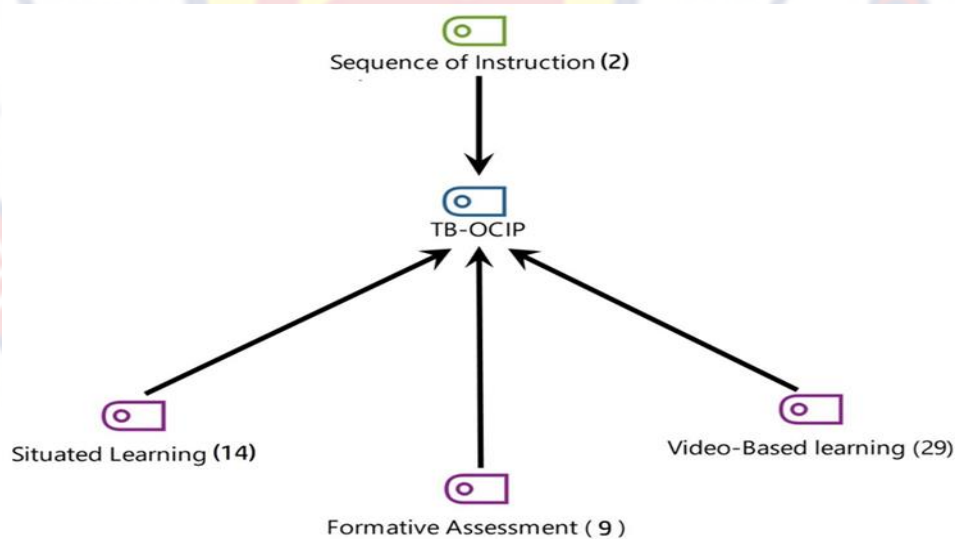 Sequence of Instruction (2)
TB-OCIP
Situated Learning (14)
Video-Based learning (29)
Formative Assessment ( 9 )